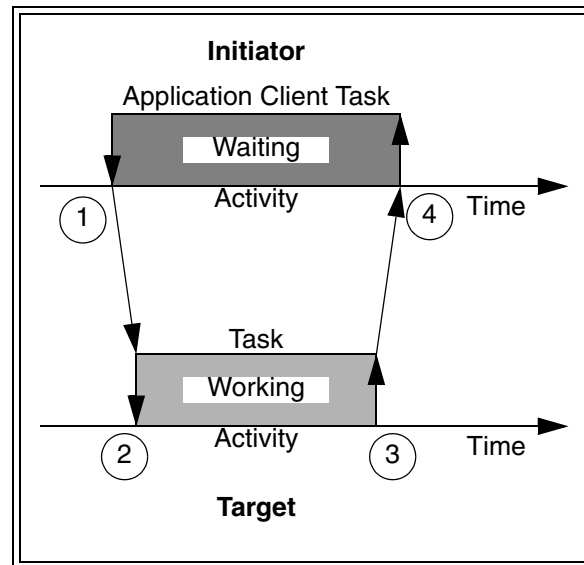 Initiator
Application Client Task
Waiting
Activity
1
4
Time
Task
Working
Activity
2
3
Time
Target